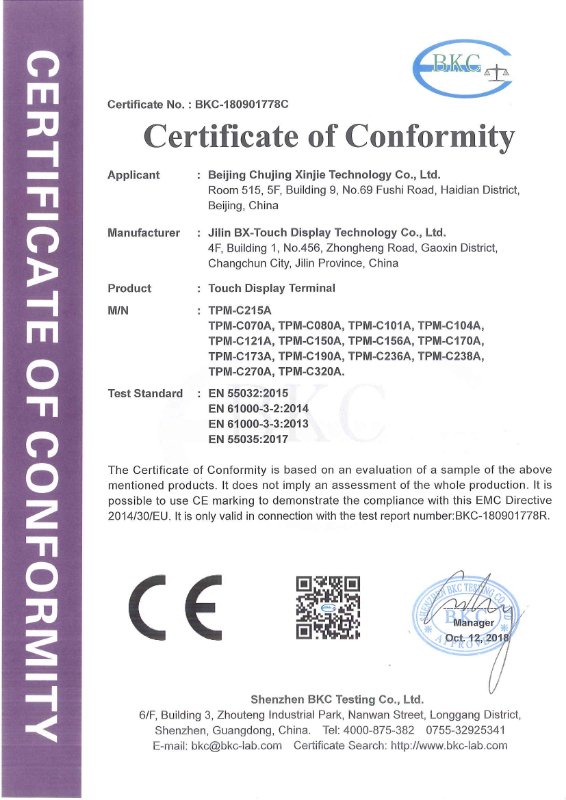 CERTIFICATE OF CONFORMITY
BKC
Certificate No. : BKC-180901778C
Certificate of Conformity
Applicant : Beijing Chujing Xinjie Technology Co., Ltd.
Room 515, 5F, Building 9, No.69 Fushi Road, Haidian District,
Beijing, China
Manufacturer : Jilin BX-Touch Display Technology Co., Ltd.
4F, Building 1, No.456, Zhongheng Road, Gaoxin District,
Changchun City, Jilin Province, China
Product : Touch Display Terminal
M/N : TPM-C215A
TPM-C070A, TPM-C080A, TPM-C101A, TPM-C104A,
TPM-C121A, TPM-C150A, TPM-C156A, TPM-C170A,
TPM-C173A, TPM-C190A, TPM-C236A, TPM-C238A,
TPM-C270A, TPM-C320A.
Test Standard : EN 55032:2015
EN 61000-3-2:2014
EN 61000-3-3:2013
EN 55035:2017
BKC
The Certificate of Conformity is based on an evaluation of a sample of the above
mentioned products. It does not imply an assessment of the whole production. It is
possible to use CE marking to demonstrate the compliance with this EMC Directive
2014/30/EU. It is only valid in connection with the test report number:BKC-180901778R.
CE
SHENZHEN BKC TESTING CO., LTD
BKC
Manager
Oct. 12, 2018
APPROVE
Shenzhen BKC Testing Co., Ltd.
6/F, Building 3, Zhouteng Industrial Park, Nanwan Street, Longgang District,
Shenzhen, Guangdong, China. Tel: 4000-875-382 0755-32925341
E-mail: bkc@bkc-lab.com Certificate Search: http://www.bkc-lab.com